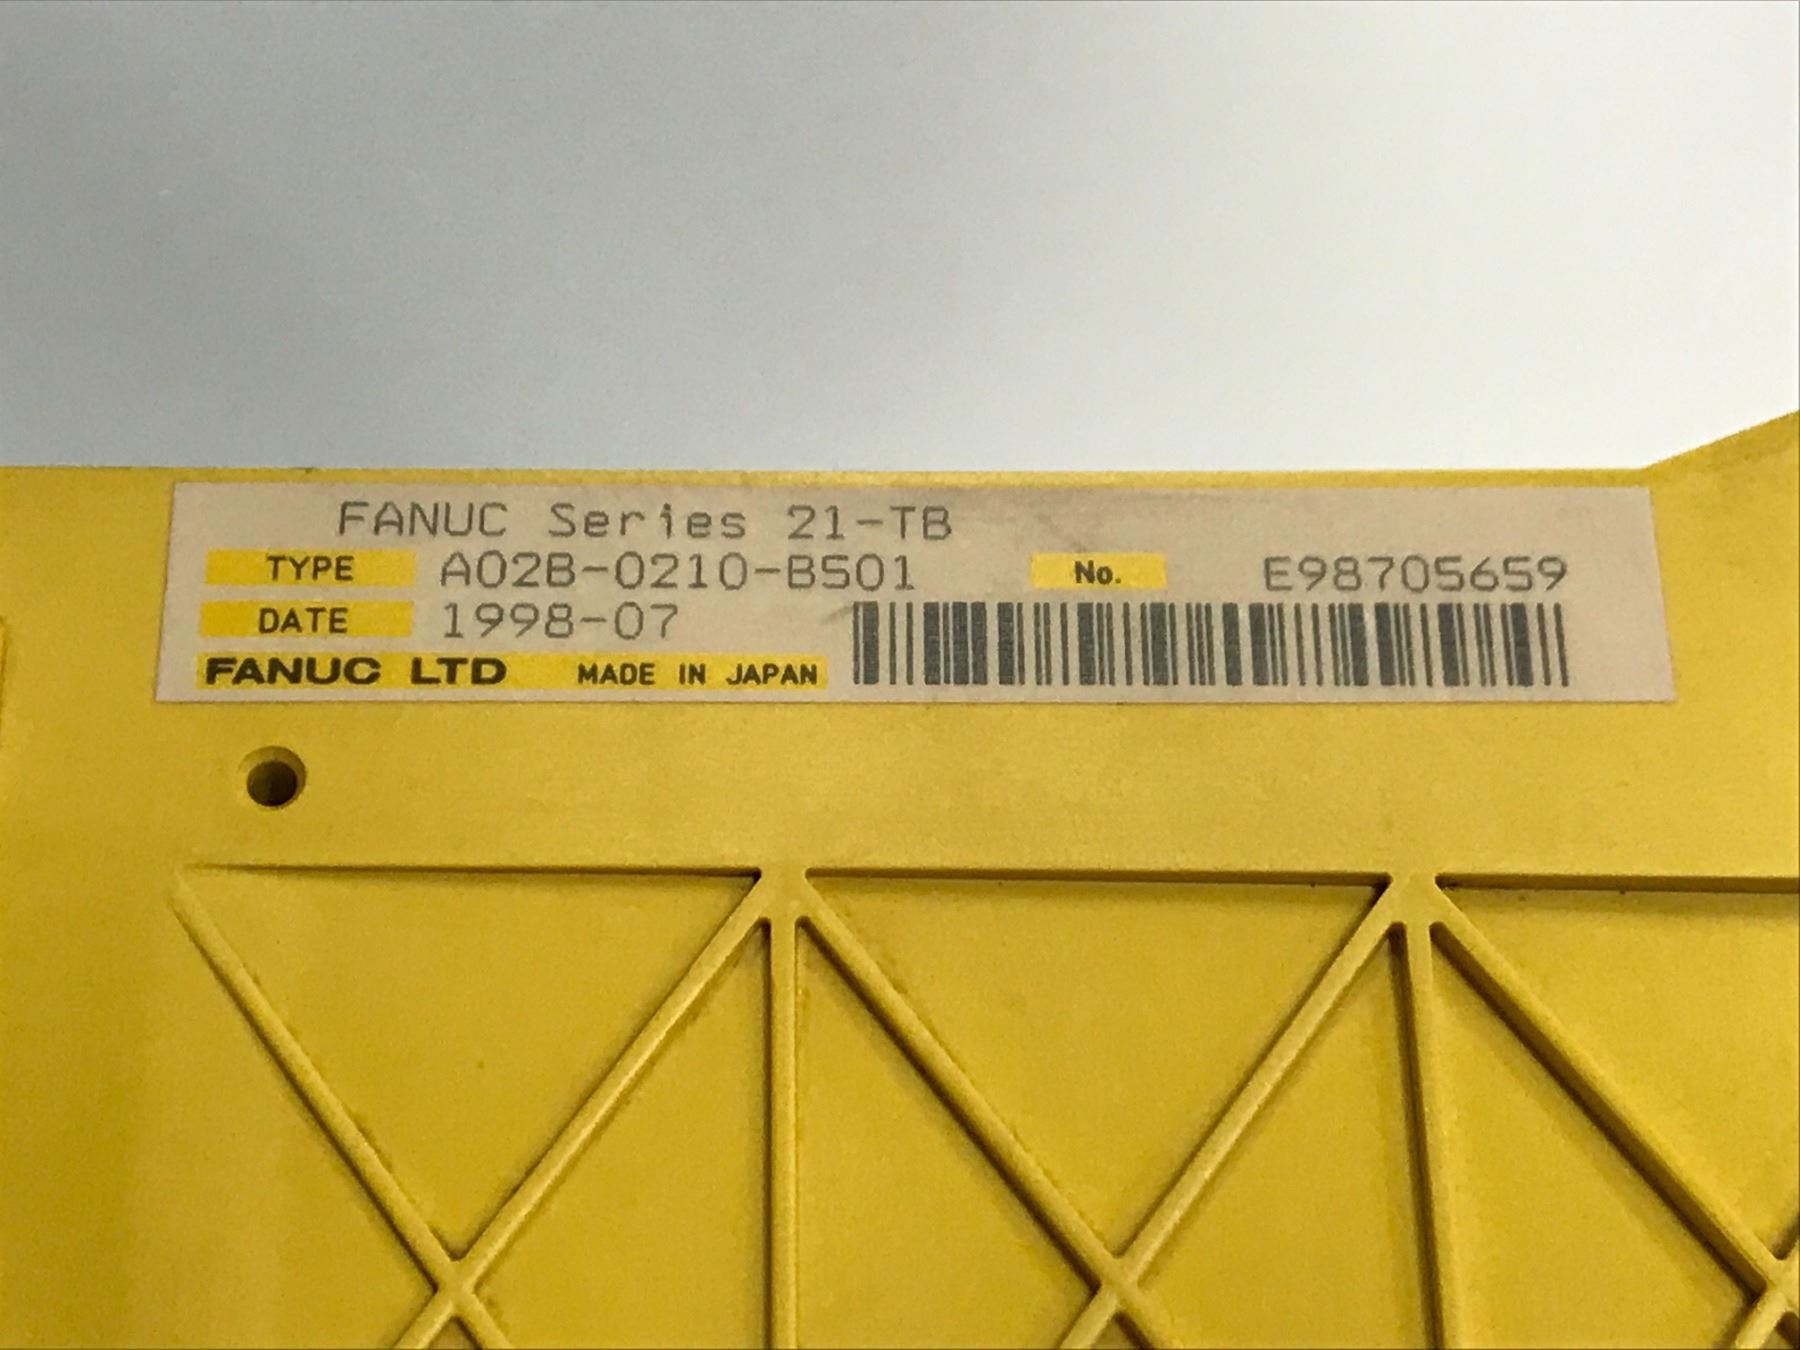 FANUC Series 21-TB
TYPE A02B-0210-B501 No. E98705659
DATE 1998-07
FANUC LTD MADE IN JAPAN